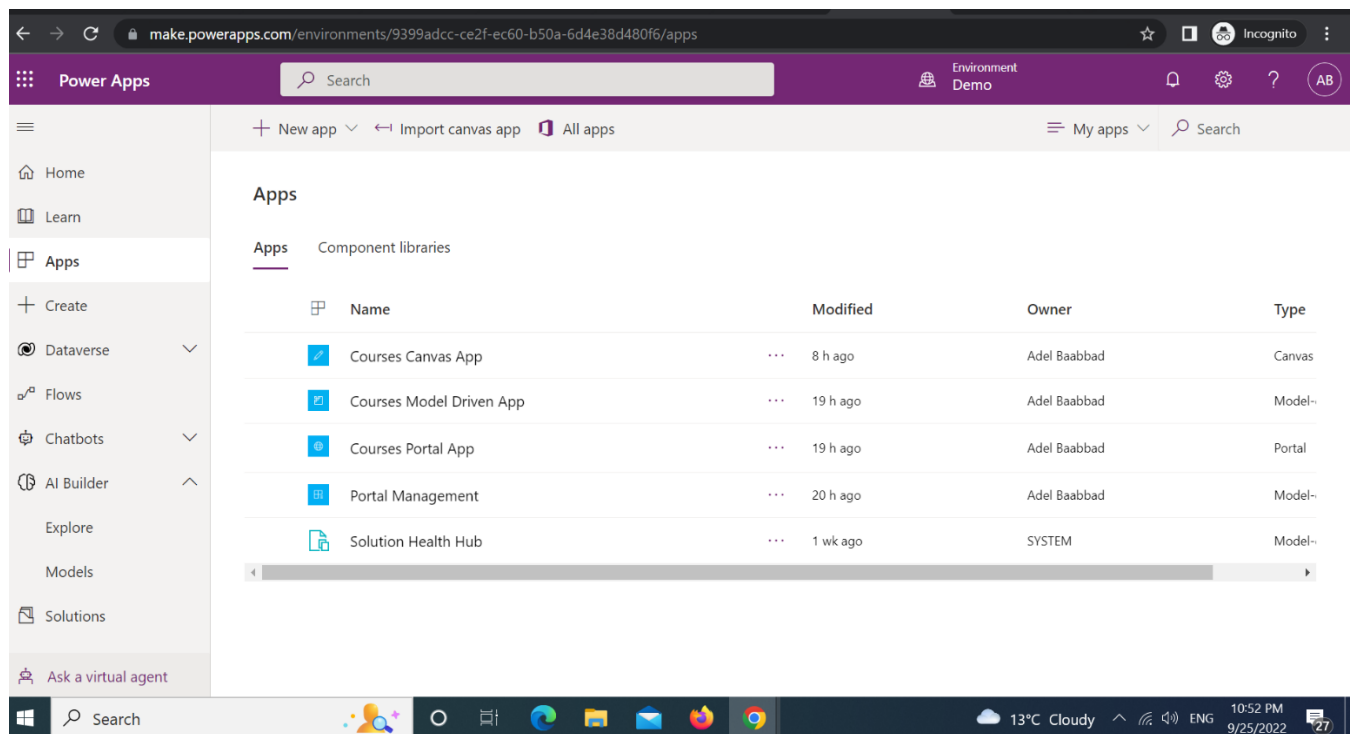 make.powerapps.com/environments/9399adcc-ce2f-ec60-b50a-6d4e38d480f6/apps
Incognito
Power Apps
Search
Environment
Demo
AB
New app
Import canvas app
All apps
My apps
Search
Home
Learn
Apps
Create
Dataverse
Flows
Chatbots
AI Builder
Explore
Models
Solutions
Ask a virtual agent
Apps
Apps Component libraries
Name Modified Owner Type
Courses Canvas App ... 8 h ago Adel Baabbad Canvas
Courses Model Driven App ... 19 h ago Adel Baabbad Model-
Courses Portal App ... 19 h ago Adel Baabbad Portal
Portal Management ... 20 h ago Adel Baabbad Model-
Solution Health Hub ... 1 wk ago SYSTEM Model-
Search
13°C Cloudy
ENG
10:52 PM
9/25/2022
27